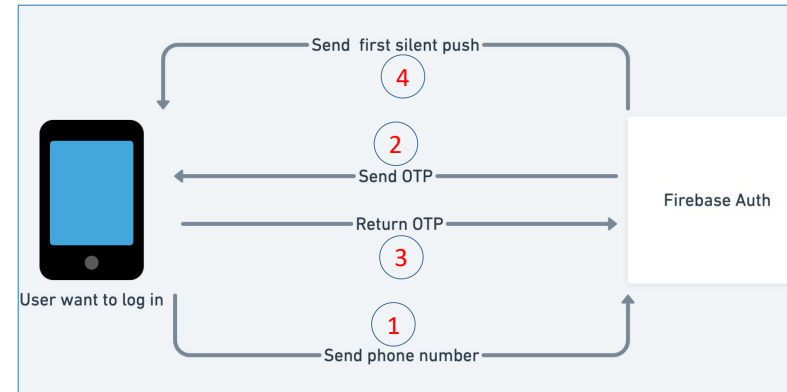 Send first silent push
4
2
Send OTP
Firebase Auth
Return OTP
3
User want to log in
1
Send phone number